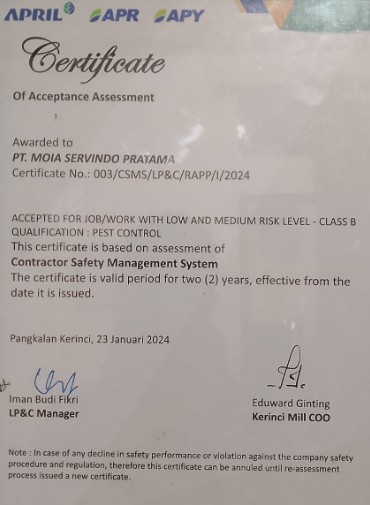 APRIL APR APY
Certificate
Of Acceptance Assessment
Awarded to
PT. MOIA SERVINDO PRATAMA
Certificate No.: 003/CSMS/LP&C/RAPP/I/2024
ACCEPTED FOR JOB/WORK WITH LOW AND MEDIUM RISK LEVEL - CLASS B
QUALIFICATION : PEST CONTROL
This certificate is based on assessment of
Contractor Safety Management System
The certificate is valid period for two (2) years, effective from the
date it is issued.
Pangkalan Kerinci, 23 Januari 2024
Iman Budi Fikri
LP&C Manager
Eduward Ginting
Kerinci Mill COO
Note : In case of any decline in safety performance or violation against the company safety
procedure and regulation, therefore this certificate can be annuled until re-assessment
process issued a new certificate.